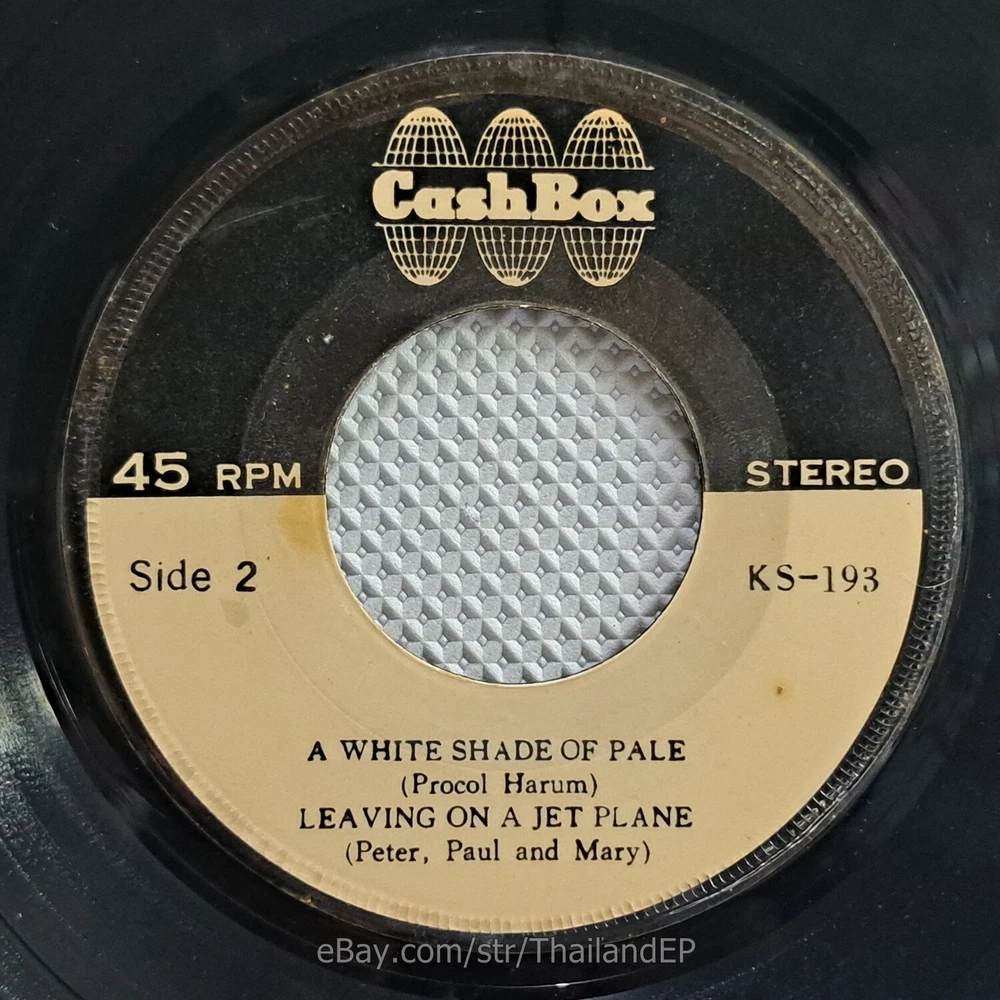 CashBox
45 RPM
STEREO
Side 2
KS-193
A WHITE SHADE OF PALE
(Procol Harum)
LEAVING ON A JET PLANE
(Peter, Paul and Mary)
eBay.com/str/ThailandEP